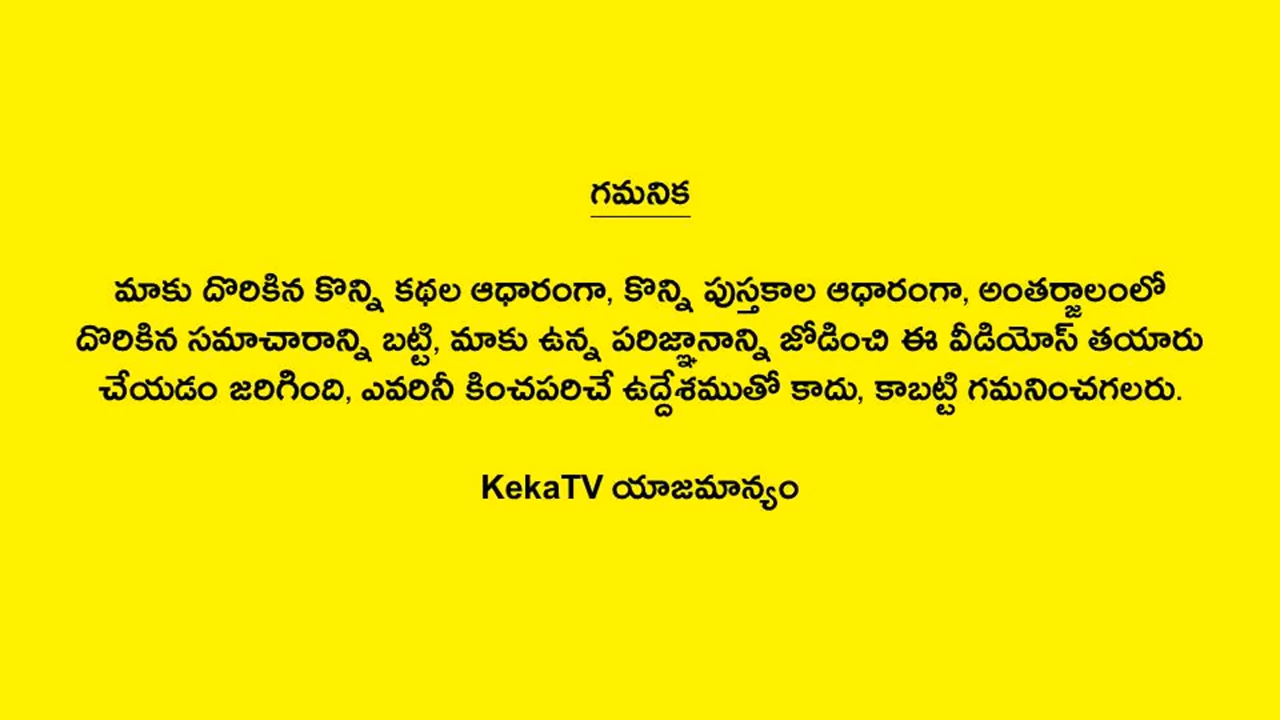 గమనిక
మాకు దొరికిన కొన్ని కథల ఆధారంగా, కొన్ని పుస్తకాల ఆధారంగా, అంతర్జాలంలో
దొరికిన సమాచారాన్ని బట్టి, మాకు ఉన్న పరిజ్ఞానాన్ని జోడించి ఈ వీడియోస్ తయారు
చేయడం జరిగింది, ఎవరినీ కించపరిచే ఉద్దేశముతో కాదు, కాబట్టి గమనించగలరు.
KekaTV యాజమాన్యం